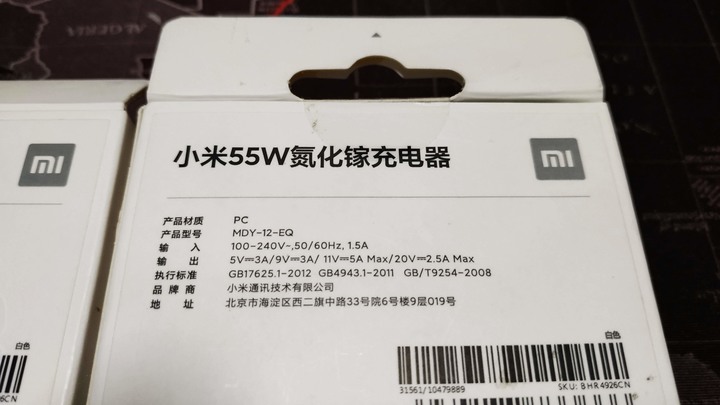 ALGERIA
mi
mi
小米55W氮化镓充电器
产品材质 PC
产品型号 MDY-12-EQ
输 入 100-240V~,50/60Hz, 1.5A
输 出 5V⎓3A/9V⎓3A/ 11V⎓5A Max/20V⎓2.5A Max
执行标准 GB17625.1-2012 GB4943.1-2011 GB/T9254-2008
品 牌 商 小米通讯技术有限公司
地 址 北京市海淀区西二旗中路33号院6号楼9层019号
白色
白色
31561/10479889 SKU: BHR4926CN
26CN